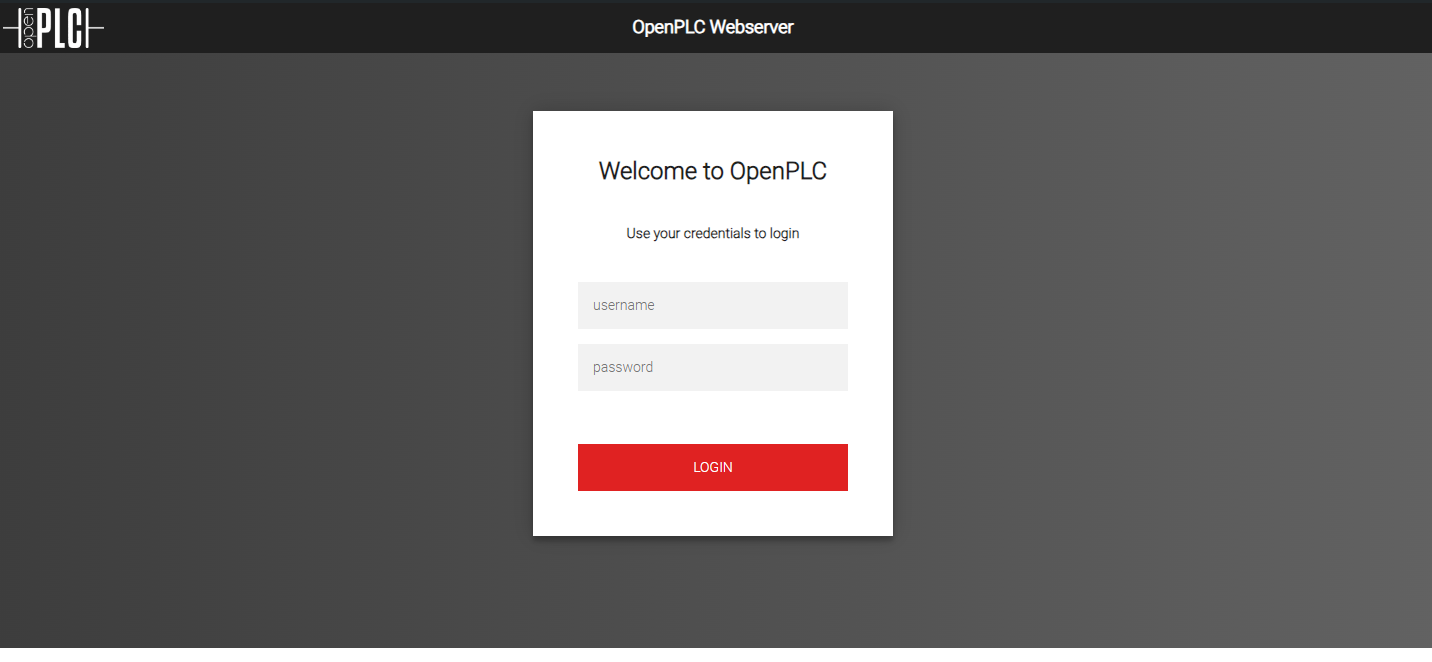 open PLC
OpenPLC Webserver
Welcome to OpenPLC
Use your credentials to login
username
password
LOGIN